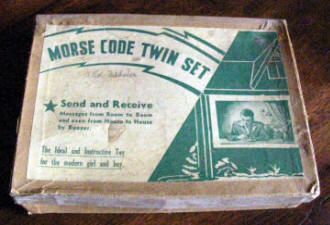 MORSE CODE TWIN SET
Send and Receive
Messages from Room to Room
and even from House to House
by Buzzer.
The Ideal and Instructive Toy
for the modern girl and boy.